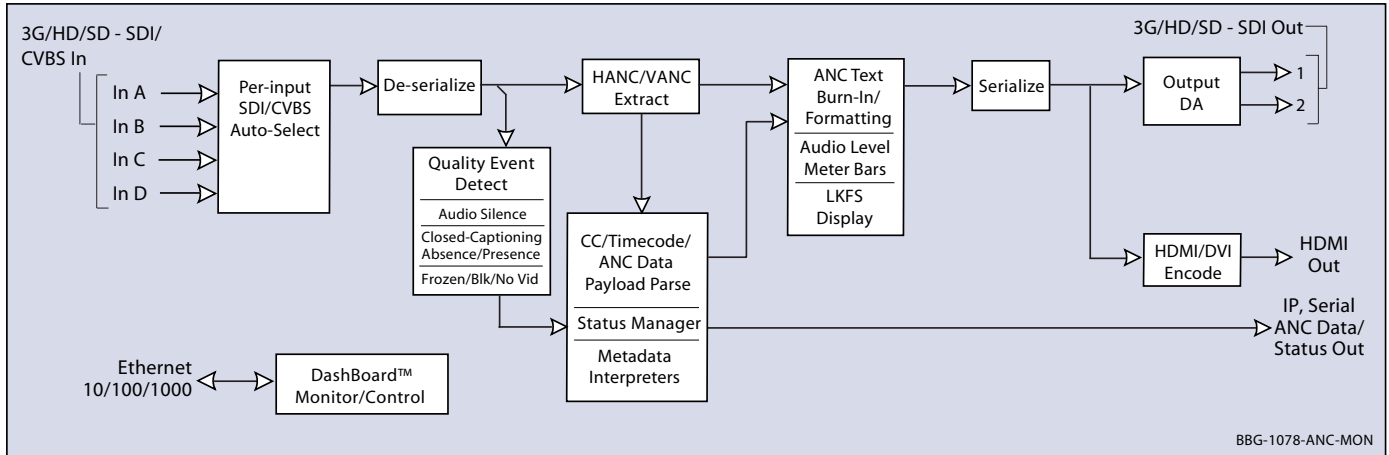 3G/HD/SD - SDI/
CVBS In
In A
In B
In C
In D
Per-input
SDI/CVBS
Auto-Select
De-serialize
Quality Event
Detect
Audio Silence
Closed-Captioning
Absence/Presence
Frozen/Blk/No Vid
HANC/VANC
Extract
CC/Timecode/
ANC Data
Payload Parse
Status Manager
Metadata
Interpreters
ANC Text
Burn-In/
Formatting
Audio Level
Meter Bars
LKFS
Display
Serialize
3G/HD/SD - SDI Out
Output
DA
1
2
HDMI/DVI
Encode
HDMI
Out
IP, Serial
ANC Data/
Status Out
Ethernet
10/100/1000
DashBoard™
Monitor/Control
BBG-1078-ANC-MON